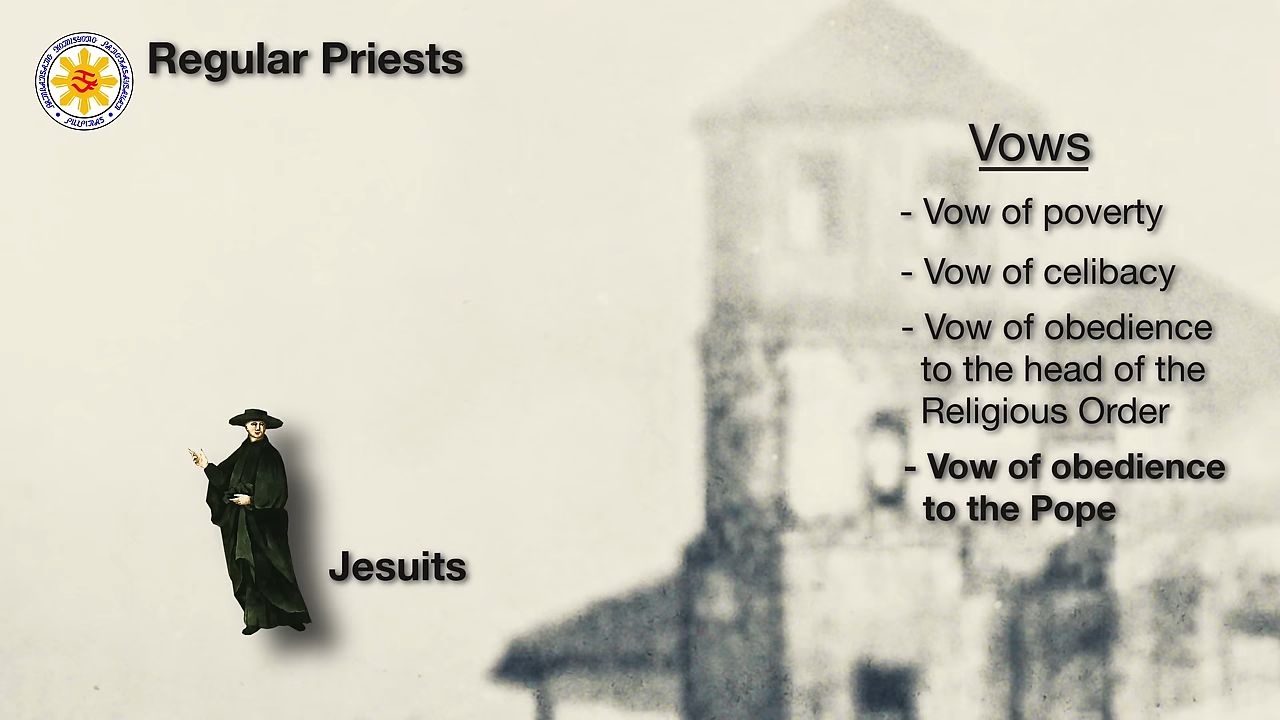 Regular Priests
Vows
- Vow of poverty
- Vow of celibacy
- Vow of obedience
to the head of the
Religious Order
- Vow of obedience
to the Pope
Jesuits